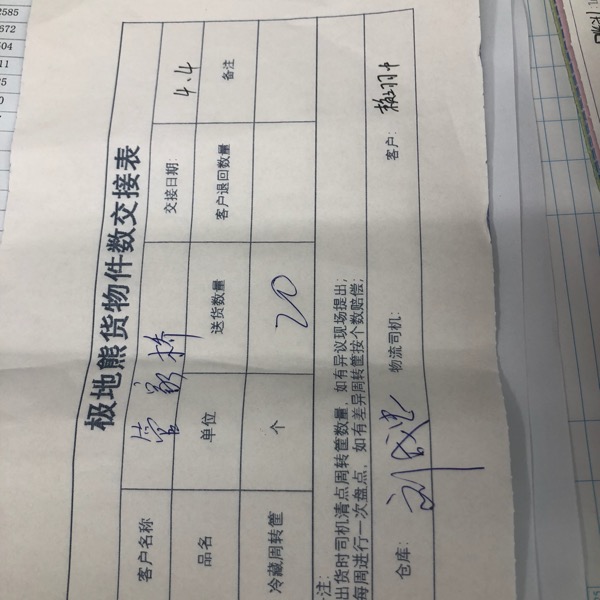 极地熊货物件数交接表
客户名称 管家桥 交接日期: 4.4
品名 单位 送货数量 客户退回数量 备注
冷藏周转筐 个 20
注:
出货时司机清点周转筐数量,如有异议现场提出;
每周进行一次盘点,如有差异周转筐按个数赔偿;
仓库: 物流司机: 客户:
2585